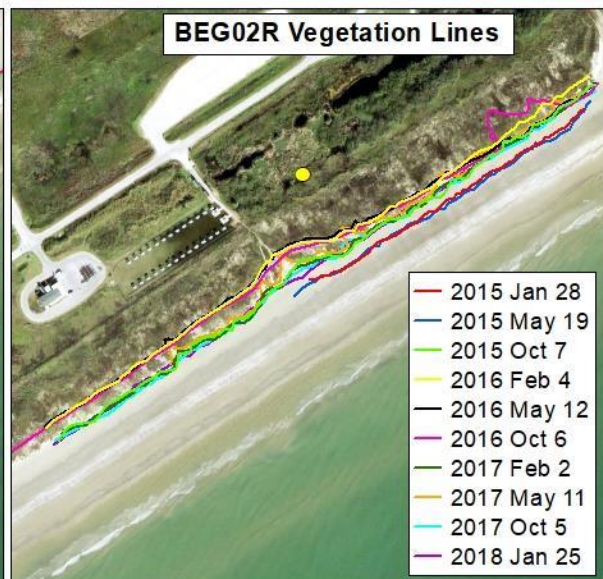 BEG02R Vegetation Lines
2015 Jan 28
2015 May 19
2015 Oct 7
2016 Feb 4
2016 May 12
2016 Oct 6
2017 Feb 2
2017 May 11
2017 Oct 5
2018 Jan 25